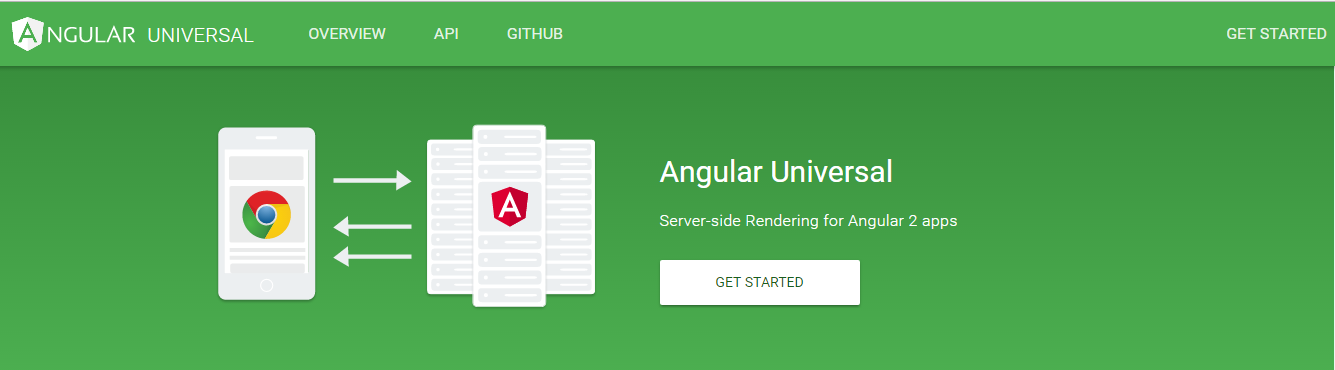 ANGULAR UNIVERSAL OVERVIEW API GITHUB GET STARTED
Angular Universal
Server-side Rendering for Angular 2 apps
GET STARTED